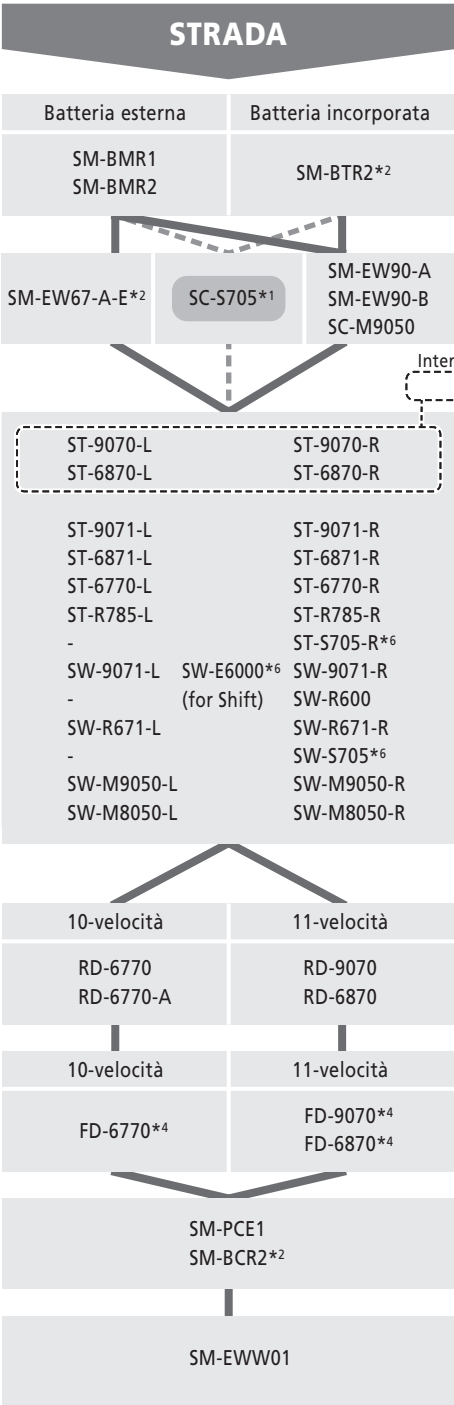 STRADA
Batteria esterna Batteria incorporata
SM-BMR1
SM-BMR2
SM-BTR2*2
SM-EW67-A-E*2
SC-S705*1
SM-EW90-A
SM-EW90-B
SC-M9050
Inter
ST-9070-L ST-9070-R
ST-6870-L ST-6870-R
ST-9071-L ST-9071-R
ST-6871-L ST-6871-R
ST-6770-L ST-6770-R
ST-R785-L ST-R785-R
- ST-S705-R*6
SW-9071-L SW-E6000*6 SW-9071-R
- (for Shift) SW-R600
SW-R671-L SW-R671-R
- SW-S705*6
SW-M9050-L SW-M9050-R
SW-M8050-L SW-M8050-R
10-velocità 11-velocità
RD-6770 RD-9070
RD-6770-A RD-6870
10-velocità 11-velocità
FD-6770*4
FD-9070*4
FD-6870*4
SM-PCE1
SM-BCR2*2
SM-EWW01